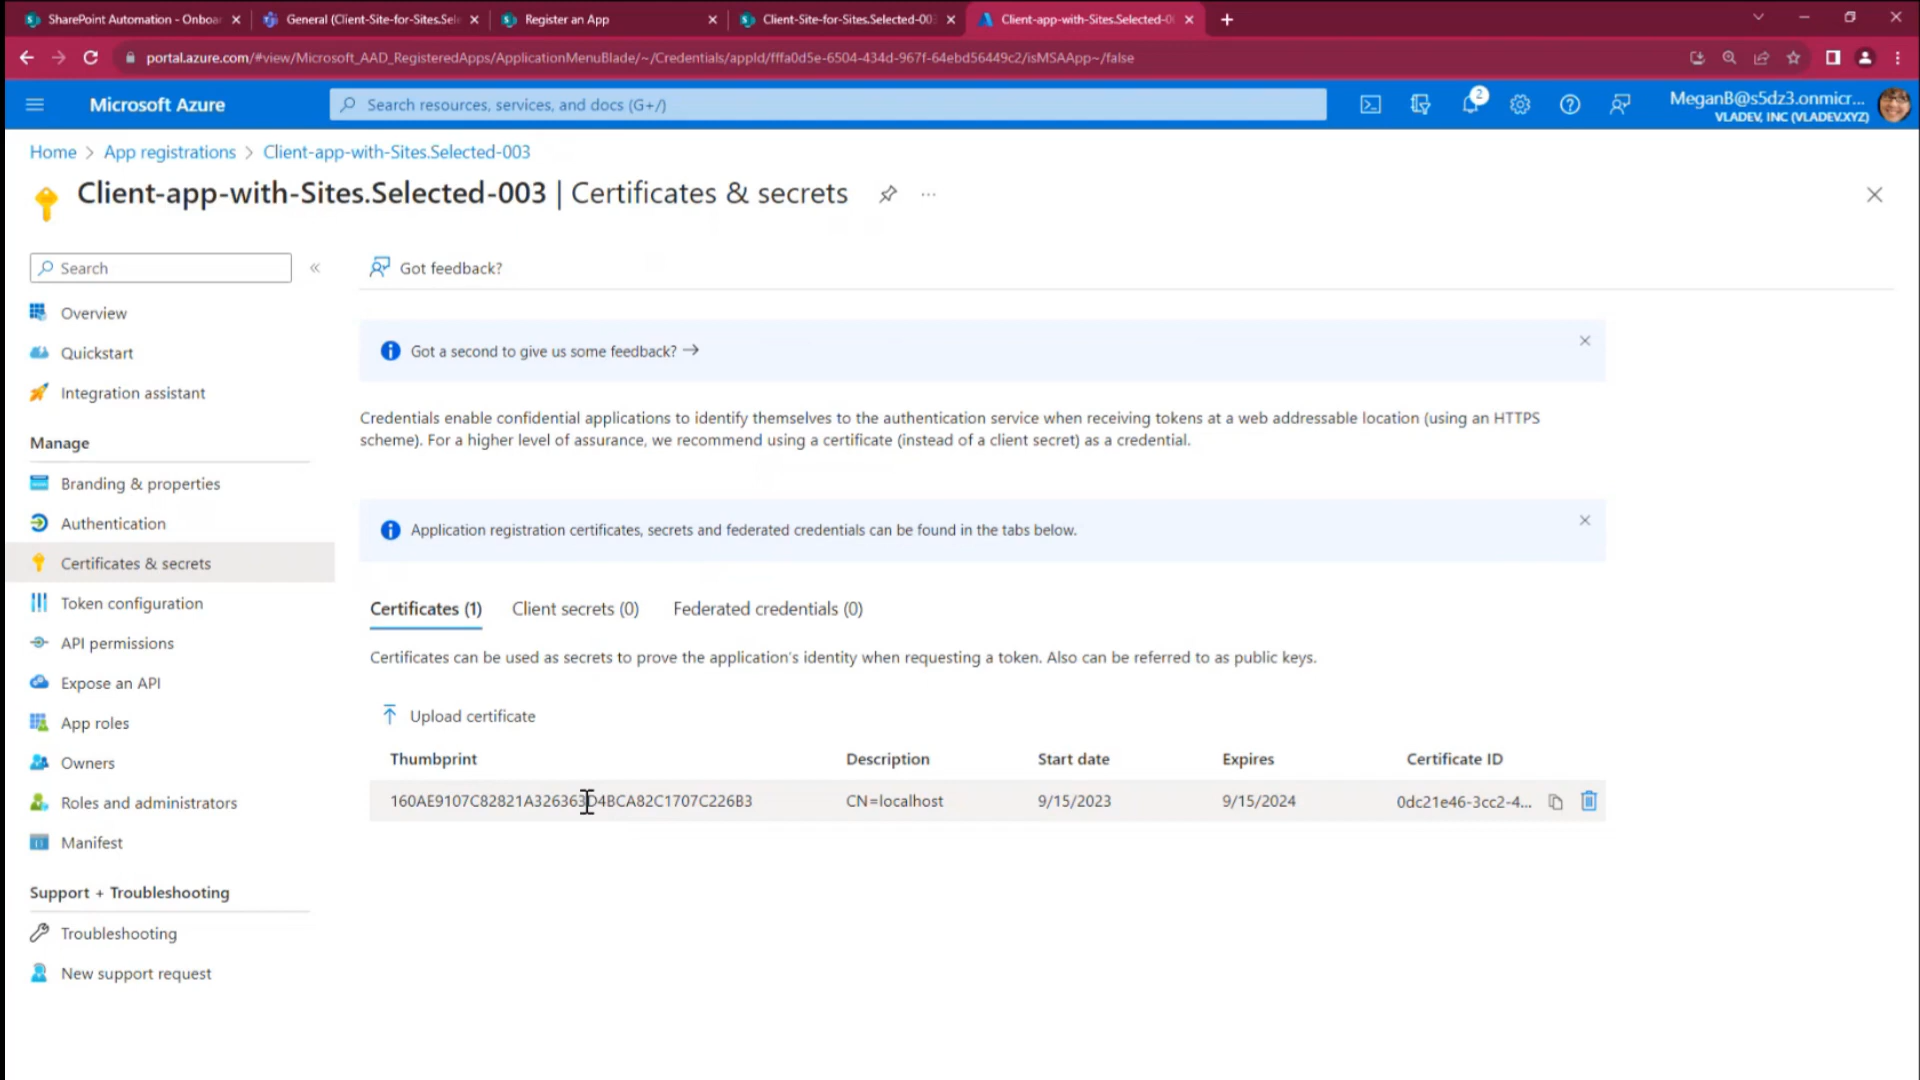 SharePoint Automation - Onboar
General (Client-Site-for-Sites.Sel
Register an App
Client-Site-for-Sites.Selected-00
Client-app-with-Sites.Selected-0
portal.azure.com/#view/Microsoft_AAD_RegisteredApps/ApplicationMenuBlade/~/Credentials/appId/fffa0d5e-6504-434d-967f-64ebd56449c2/isMSAApp~/false
Microsoft Azure
Search resources, services, and docs (G+/)
2
MeganB@s5dz3.onmicr...
VLADEV, INC (VLADEV.XYZ)
Home > App registrations > Client-app-with-Sites.Selected-003
Client-app-with-Sites.Selected-003 | Certificates & secrets
Search
Got feedback?
Overview
Quickstart
Integration assistant
Manage
Branding & properties
Authentication
Certificates & secrets
Token configuration
API permissions
Expose an API
App roles
Owners
Roles and administrators
Manifest
Support + Troubleshooting
Troubleshooting
New support request
Got a second to give us some feedback? →
Credentials enable confidential applications to identify themselves to the authentication service when receiving tokens at a web addressable location (using an HTTPS
scheme). For a higher level of assurance, we recommend using a certificate (instead of a client secret) as a credential.
Application registration certificates, secrets and federated credentials can be found in the tabs below.
Certificates (1) Client secrets (0) Federated credentials (0)
Certificates can be used as secrets to prove the application's identity when requesting a token. Also can be referred to as public keys.
Upload certificate
Thumbprint Description Start date Expires Certificate ID
160AE9107C82821A326363D4BCA82C1707C226B3 CN=localhost 9/15/2023 9/15/2024 0dc21e46-3cc2-4...